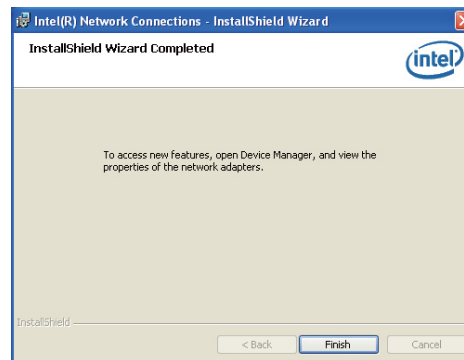 Intel(R) Network Connections - InstallShield Wizard
InstallShield Wizard Completed
intel
To access new features, open Device Manager, and view the
properties of the network adapters.
InstallShield
< Back
Finish
Cancel